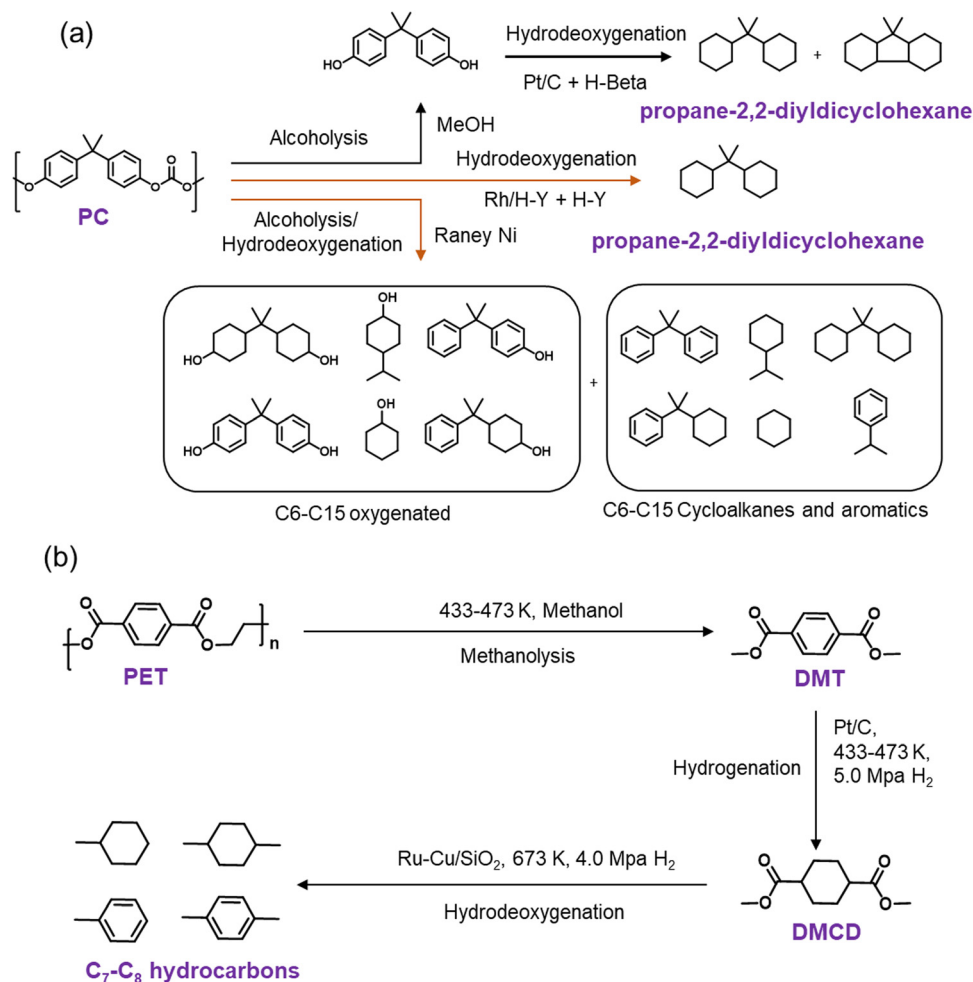 (a)
HO
OH
Hydrodeoxygenation
Pt/C + H-Beta
+
propane-2,2-diyldicyclohexane
Alcoholysis
MeOH
O
O
O
O
PC
Hydrodeoxygenation
Rh/H-Y + H-Y
propane-2,2-diyldicyclohexane
Alcoholysis/
Hydrodeoxygenation
Raney Ni
HO
OH
OH
OH
+
HO
OH
OH
OH
C6-C15 oxygenated
C6-C15 Cycloalkanes and aromatics
(b)
O
O
O
O
n
PET
433-473 K, Methanol
Methanolysis
O
O
O
O
DMT
Pt/C,
433-473 K,
5.0 Mpa H₂
Hydrogenation
Ru-Cu/SiO₂, 673 K, 4.0 Mpa H₂
Hydrodeoxygenation
O
O
O
O
DMCD
C₇-C₈ hydrocarbons